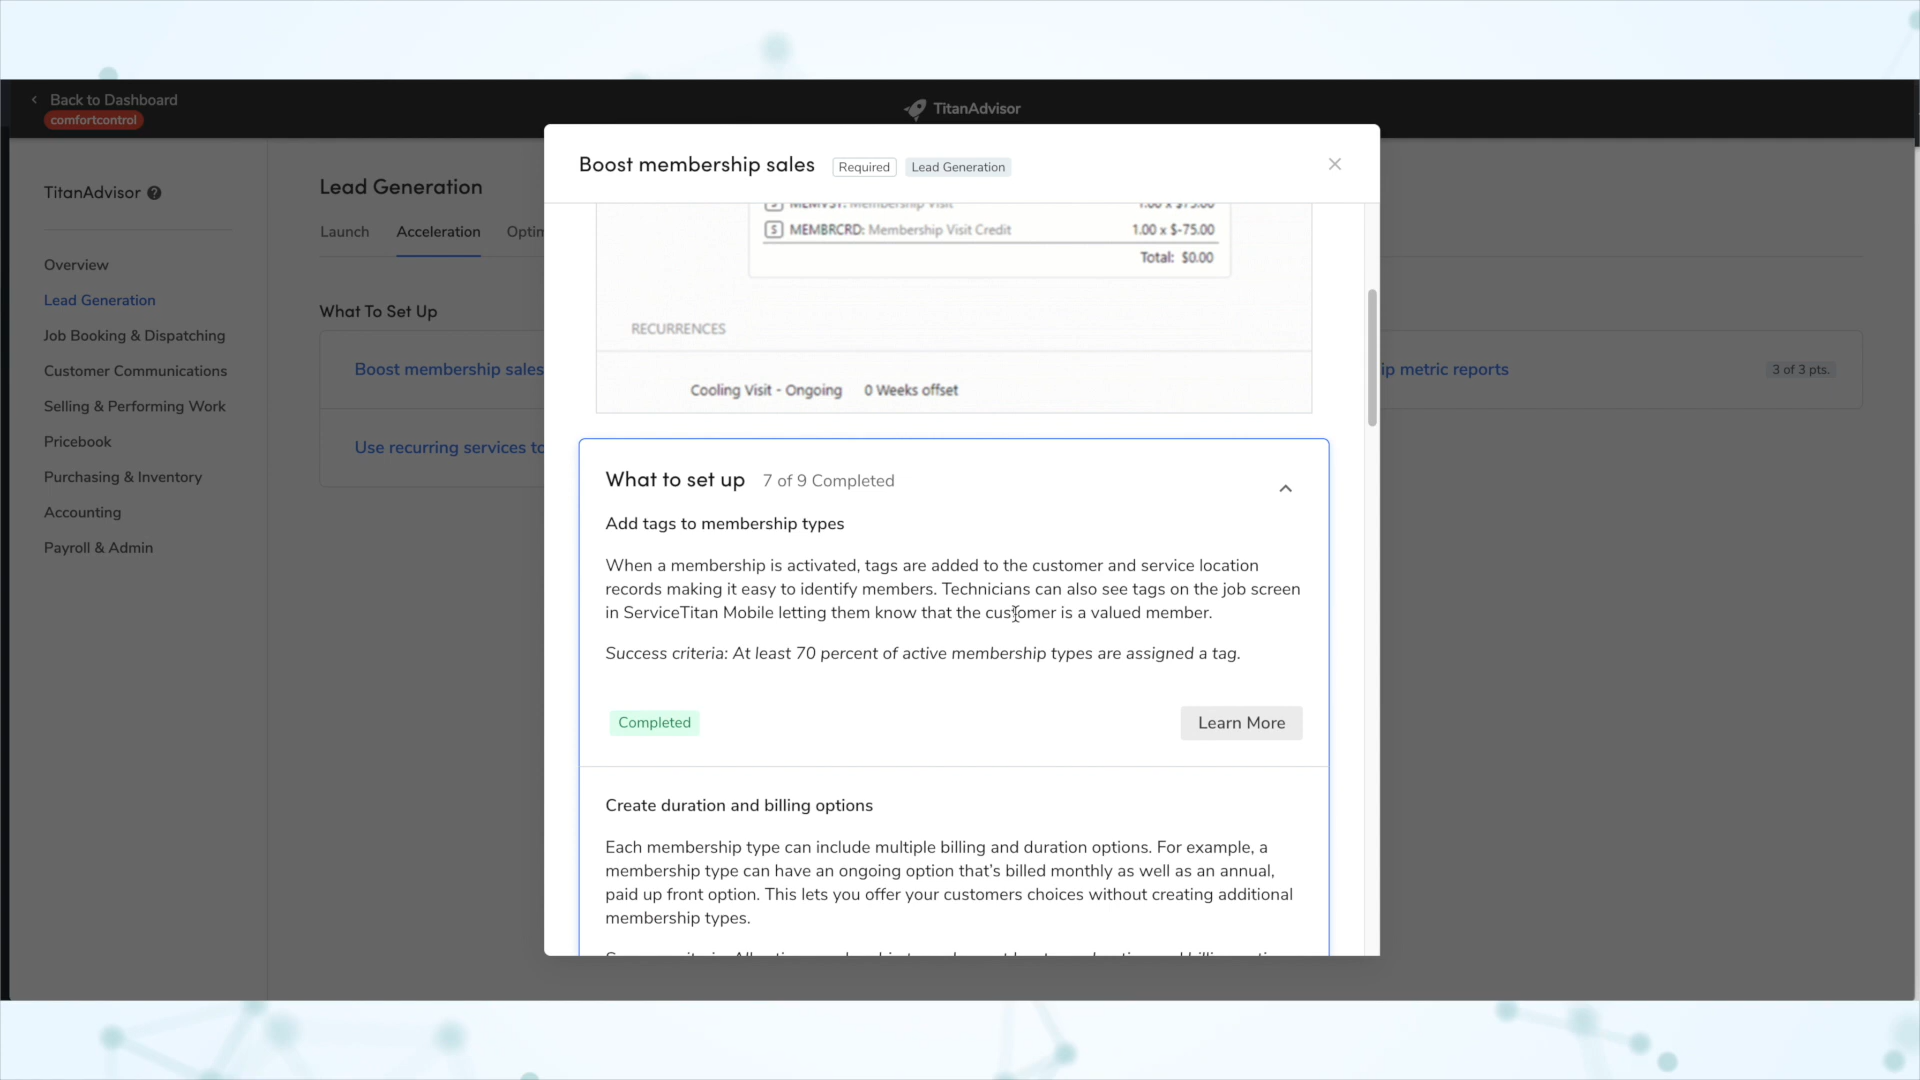 Back to Dashboard
comfortcontrol
TitanAdvisor
TitanAdvisor
Overview
Lead Generation
Job Booking & Dispatching
Customer Communications
Selling & Performing Work
Pricebook
Purchasing & Inventory
Accounting
Payroll & Admin
Lead Generation
Launch Acceleration Optim
What To Set Up
Boost membership sales
ip metric reports
3 of 3 pts.
Use recurring services to
Boost membership sales Required Lead Generation
MEMVST: Membership Visit 1.00 x $75.00
MEMBRCRD: Membership Visit Credit 1.00 x $-75.00
Total: $0.00
RECURRENCES
Cooling Visit - Ongoing 0 Weeks offset
What to set up 7 of 9 Completed
Add tags to membership types
When a membership is activated, tags are added to the customer and service location
records making it easy to identify members. Technicians can also see tags on the job screen
in ServiceTitan Mobile letting them know that the customer is a valued member.
Success criteria: At least 70 percent of active membership types are assigned a tag.
Completed
Learn More
Create duration and billing options
Each membership type can include multiple billing and duration options. For example, a
membership type can have an ongoing option that's billed monthly as well as an annual,
paid up front option. This lets you offer your customers choices without creating additional
membership types.